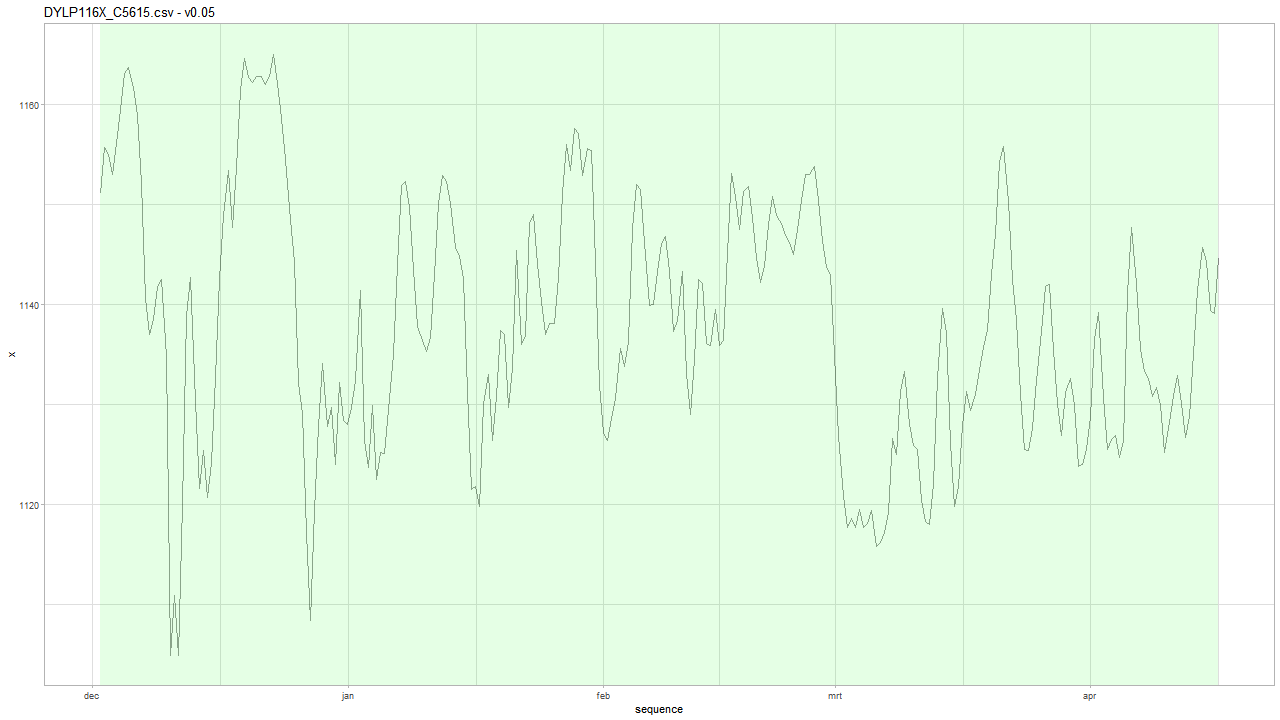 DYLP116X_C5615.csv - v0.05
1160
1140
1120
x
dec jan feb mrt apr
sequence